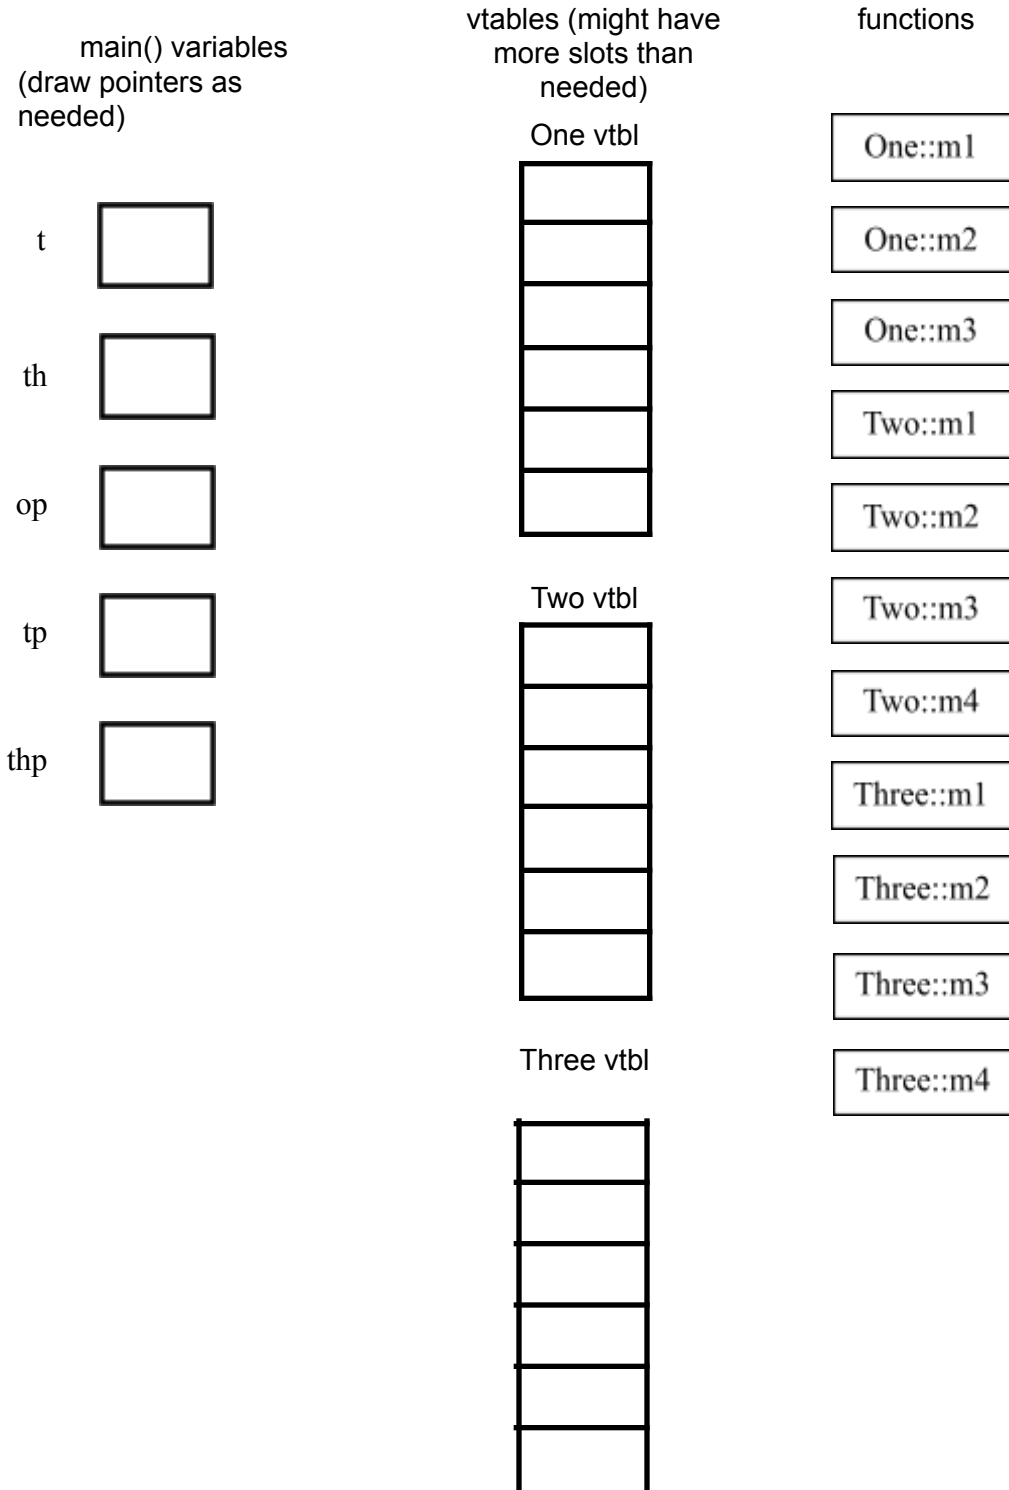 main() variables
(draw pointers as
needed)
t
th
op
tp
thp
vtables (might have
more slots than
needed)
One vtbl
Two vtbl
Three vtbl
functions
One::m1
One::m2
One::m3
Two::m1
Two::m2
Two::m3
Two::m4
Three::m1
Three::m2
Three::m3
Three::m4